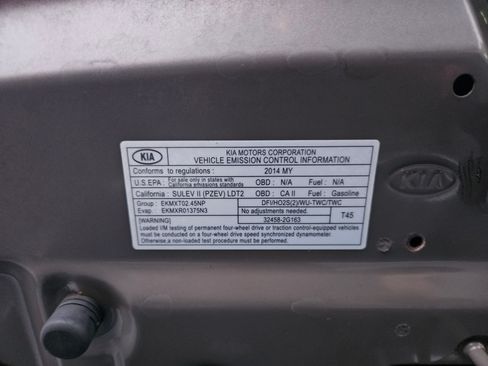 KIA
KIA MOTORS CORPORATION
VEHICLE EMISSION CONTROL INFORMATION
Conforms to regulations : 2014 MY
U.S.EPA : For sale only in states with California emissions standards OBD : N/A Fuel : N/A
California : SULEV II (PZEV) LDT2 OBD : CA II Fuel : Gasoline
Group : EKMXT02.45NP DFI/HO2S(2)/WU-TWC/TWC
Evap. : EKMXR01375N3 No adjustments needed. T45
[WARNING] 32458-2G163
Loaded I/M testing of permanent four-wheel drive or traction control-equipped vehicles
must be conducted on a four-wheel drive speed synchronized dynamometer.
Otherwise a non-loaded test procedure must be performed.
KIA